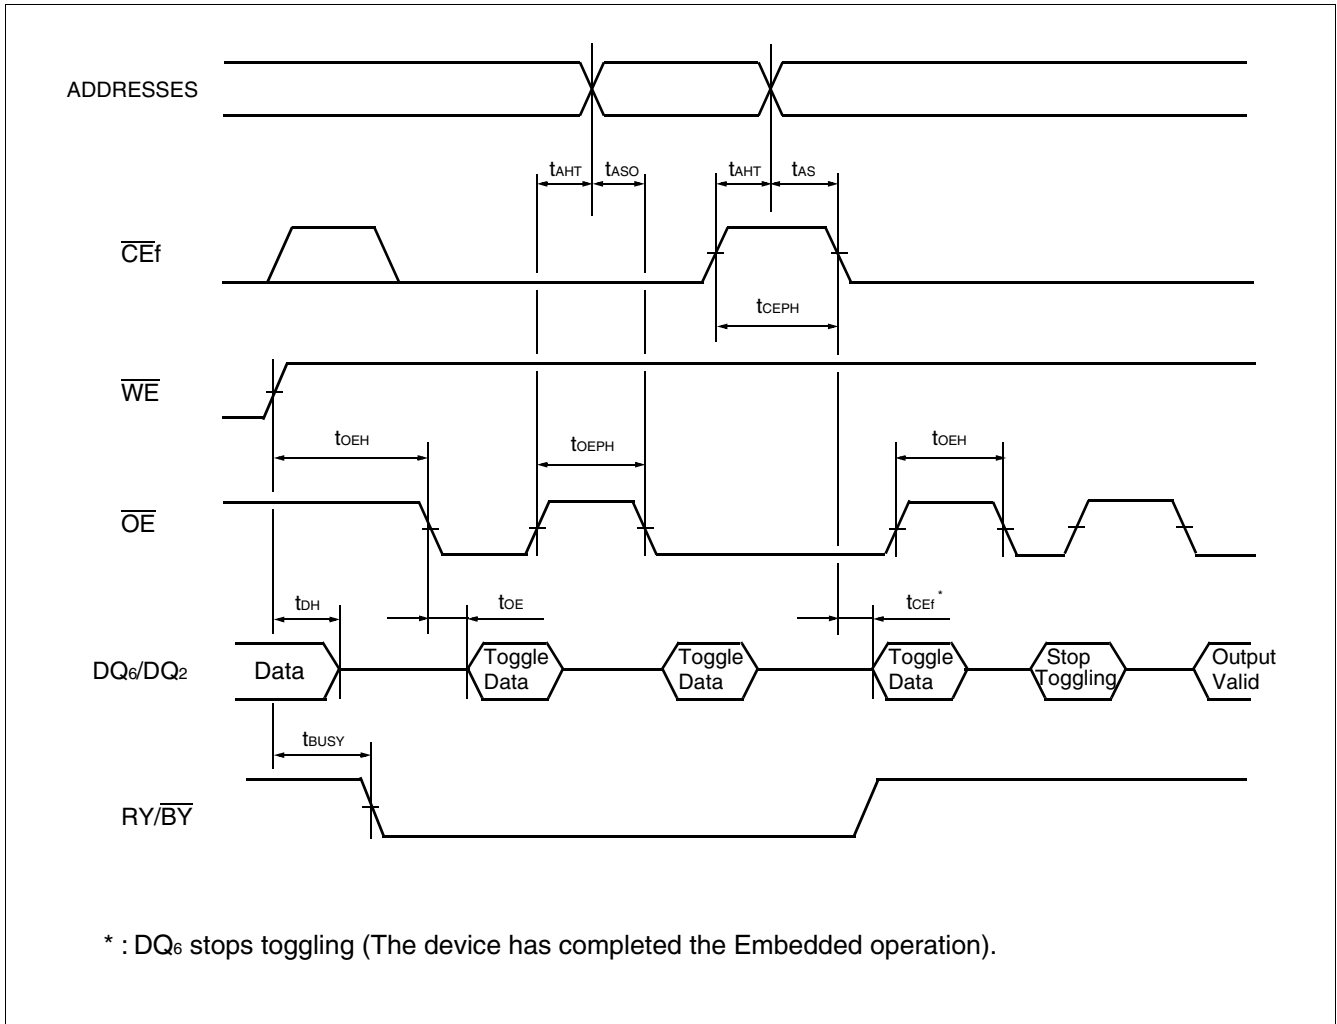 ADDRESSES
tAHT tASO tAHT tAS
CEf
tCEPH
WE
tOEH tOEPH tOEH
OE
tDH tOE tCEf *
DQ6/DQ2 Data Toggle Data Toggle Data Toggle Data Stop Toggling Output Valid
tBUSY
RY/BY
* : DQ6 stops toggling (The device has completed the Embedded operation).